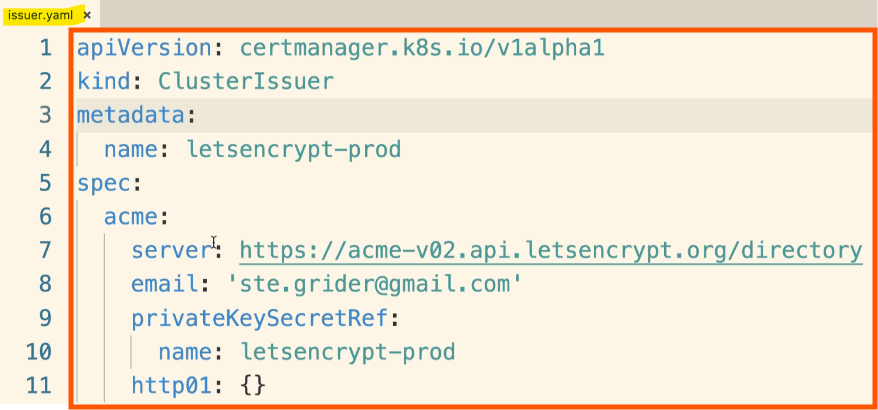 issuer.yaml ×
1 apiVersion: certmanager.k8s.io/v1alpha1
2 kind: ClusterIssuer
3 metadata:
4   name: letsencrypt-prod
5 spec:
6   acme:
7     server: https://acme-v02.api.letsencrypt.org/directory
8     email: 'ste.grider@gmail.com'
9     privateKeySecretRef:
10       name: letsencrypt-prod
11     http01: {}